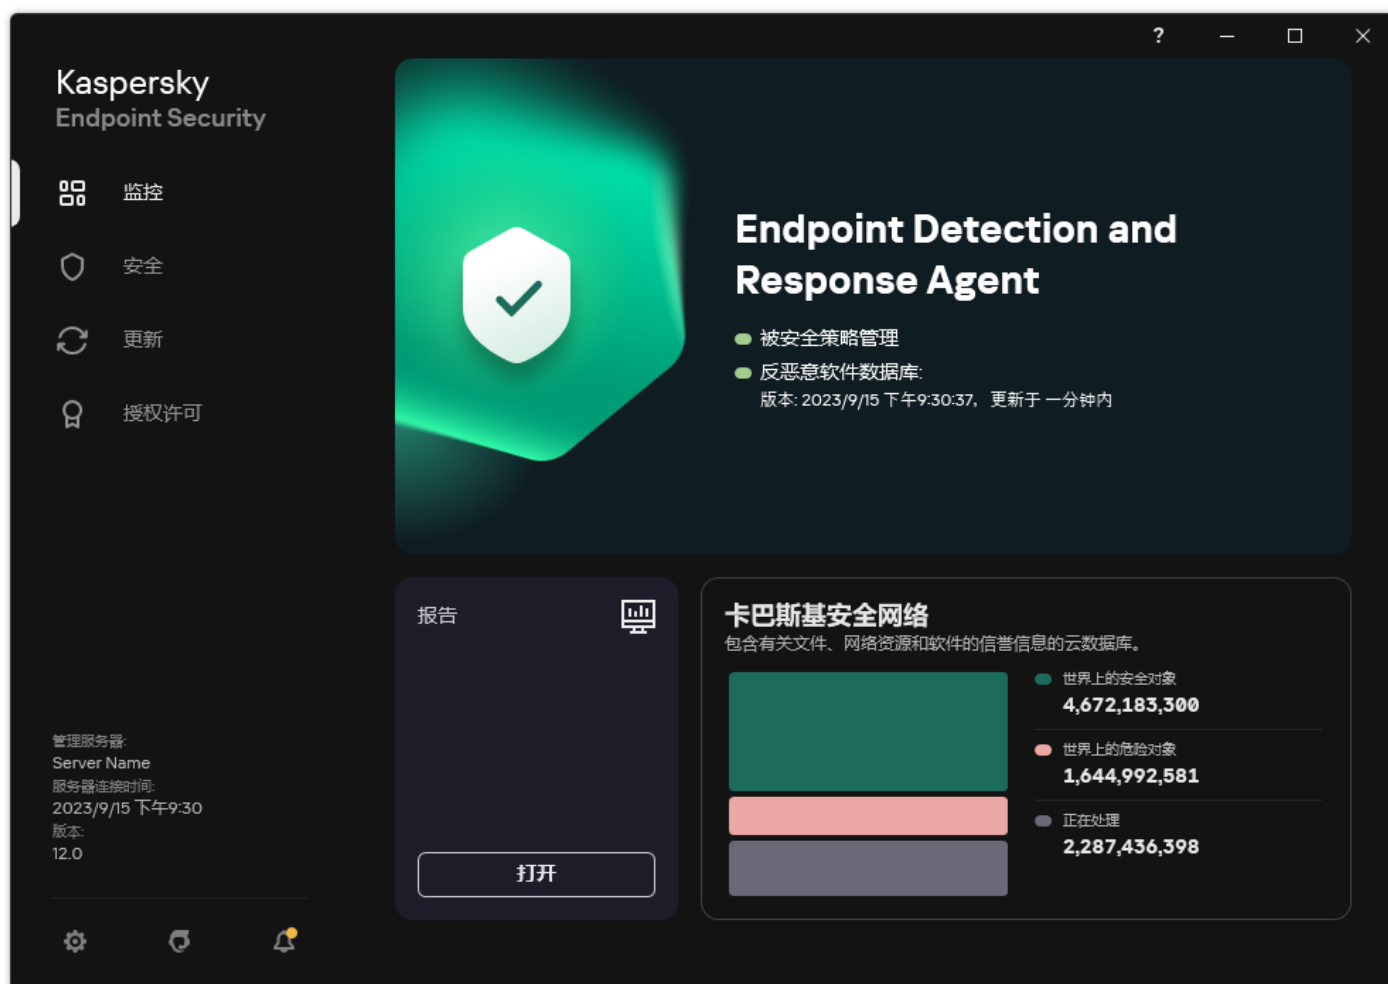 ?
Kaspersky
Endpoint Security
监控
安全
更新
授权许可
Endpoint Detection and
Response Agent
被安全策略管理
反恶意软件数据库:
版本: 2023/9/15 下午9:30:37，更新于 一分钟内
报告
打开
卡巴斯基安全网络
包含有关文件、网络资源和软件的信誉信息的云数据库。
世界上的安全对象
4,672,183,300
世界上的危险对象
1,644,992,581
正在处理
2,287,436,398
管理服务器:
Server Name
服务器连接时间:
2023/9/15 下午9:30
版本:
12.0